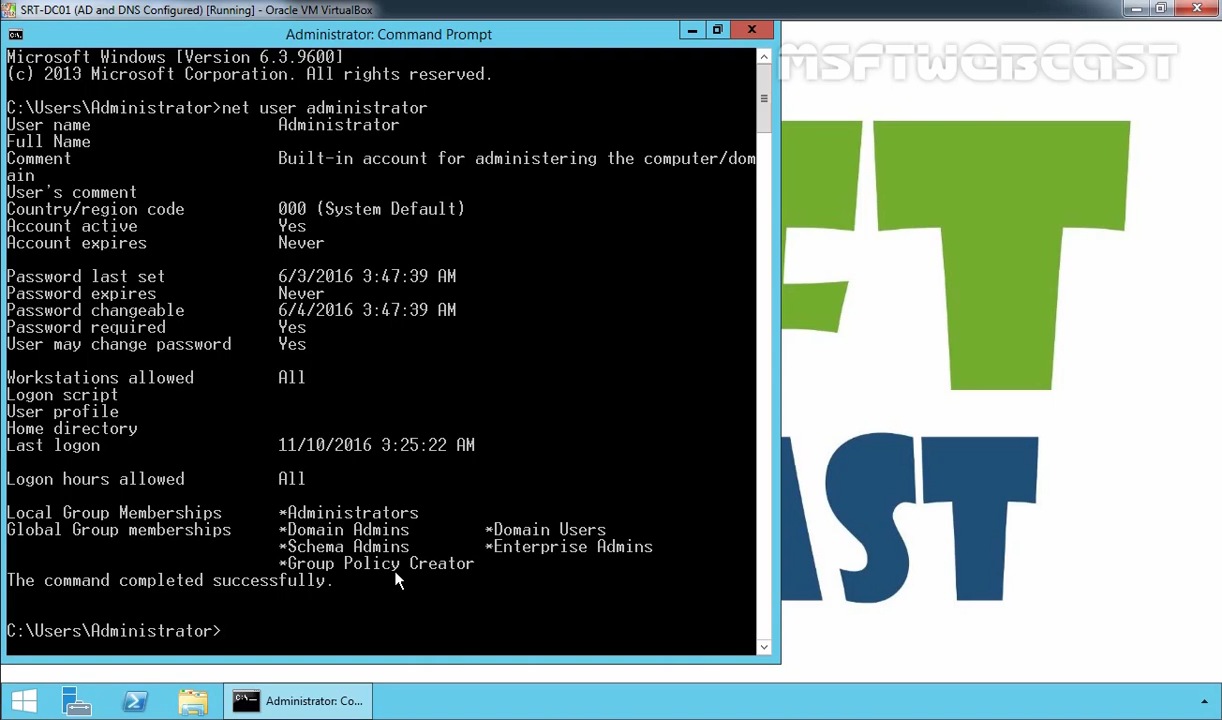 SRT-DC01 (AD and DNS Configured) [Running] - Oracle VM VirtualBox
Administrator: Command Prompt
MSFTWEBCAST
Microsoft Windows [Version 6.3.9600]
(c) 2013 Microsoft Corporation. All rights reserved.
C:\Users\Administrator>net user administrator
User name Administrator
Full Name
Comment Built-in account for administering the computer/dom
ain
User's comment
Country/region code 000 (System Default)
Account active Yes
Account expires Never
Password last set 6/3/2016 3:47:39 AM
Password expires Never
Password changeable 6/4/2016 3:47:39 AM
Password required Yes
User may change password Yes
Workstations allowed All
Logon script
User profile
Home directory
Last logon 11/10/2016 3:25:22 AM
Logon hours allowed All
Local Group Memberships *Administrators
Global Group memberships *Domain Admins *Domain Users
*Schema Admins *Enterprise Admins
*Group Policy Creator
The command completed successfully.
C:\Users\Administrator>
FT
AST
Administrator: Co...